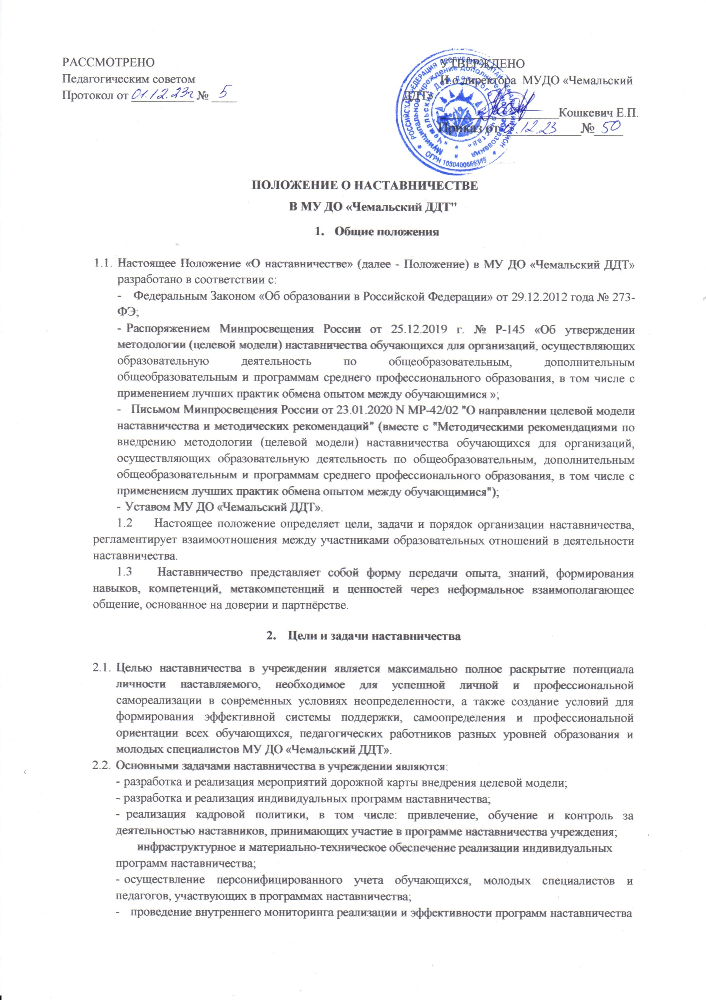 РАССМОТРЕНО
Педагогическим советом
Протокол от 01.12.23г № 5
УТВЕРЖДЕНО
И.о директора МУДО «Чемальский
ДДТ»
Кошкевич Е.П.
Приказ от 01.12.23 № 50
ОГРН
ПОЛОЖЕНИЕ О НАСТАВНИЧЕСТВЕ
В МУ ДО «Чемальский ДДТ"
1. Общие положения
1.1. Настоящее Положение «О наставничестве» (далее - Положение) в МУ ДО «Чемальский ДДТ»
разработано в соответствии с:
- Федеральным Законом «Об образовании в Российской Федерации» от 29.12.2012 года № 273-
ФЭ;
- Распоряжением Минпросвещения России от 25.12.2019 г. № Р-145 «Об утверждении
методологии (целевой модели) наставничества обучающихся для организаций, осуществляющих
образовательную деятельность по общеобразовательным, дополнительным
общеобразовательным и программам среднего профессионального образования, в том числе с
применением лучших практик обмена опытом между обучающимися »;
- Письмом Минпросвещения России от 23.01.2020 N МР-42/02 "О направлении целевой модели
наставничества и методических рекомендаций" (вместе с "Методическими рекомендациями по
внедрению методологии (целевой модели) наставничества обучающихся для организаций,
осуществляющих образовательную деятельность по общеобразовательным, дополнительным
общеобразовательным и программам среднего профессионального образования, в том числе с
применением лучших практик обмена опытом между обучающимися");
- Уставом МУ ДО «Чемальский ДДТ».
1.2 Настоящее положение определяет цели, задачи и порядок организации наставничества,
регламентирует взаимоотношения между участниками образовательных отношений в деятельности
наставничества.
1.3 Наставничество представляет собой форму передачи опыта, знаний, формирования
навыков, компетенций, метакомпетенций и ценностей через неформальное взаимополагающее
общение, основанное на доверии и партнёрстве.
2. Цели и задачи наставничества
2.1. Целью наставничества в учреждении является максимально полное раскрытие потенциала
личности наставляемого, необходимое для успешной личной и профессиональной
самореализации в современных условиях неопределенности, а также создание условий для
формирования эффективной системы поддержки, самоопределения и профессиональной
ориентации всех обучающихся, педагогических работников разных уровней образования и
молодых специалистов МУ ДО «Чемальский ДДТ».
2.2. Основными задачами наставничества в учреждении являются:
- разработка и реализация мероприятий дорожной карты внедрения целевой модели;
- разработка и реализация индивидуальных программ наставничества;
- реализация кадровой политики, в том числе: привлечение, обучение и контроль за
деятельностью наставников, принимающих участие в программе наставничества учреждения;
инфраструктурное и материально-техническое обеспечение реализации индивидуальных
программ наставничества;
- осуществление персонифицированного учета обучающихся, молодых специалистов и
педагогов, участвующих в программах наставничества;
- проведение внутреннего мониторинга реализации и эффективности программ наставничества